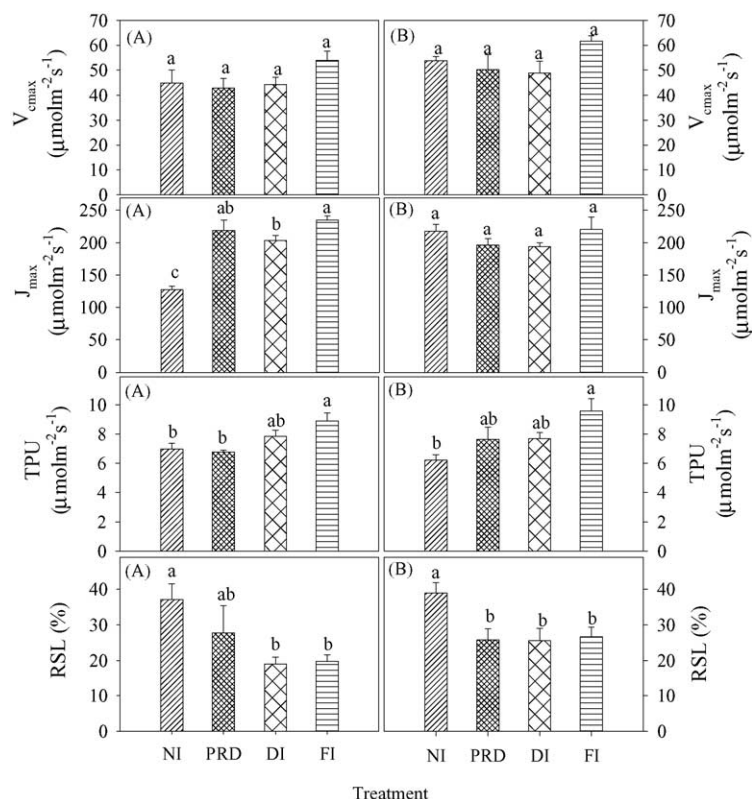 70 (A) (B) 70
60 a a 60
50 a a a a a a 50
40 40
30 30
20 20
10 10
0 0
Vcmax
(μmolm-2s-1)
Vcmax
(μmolm-2s-1)
250 (A) a (B) a a 250
200 ab b a a 200
150 c 150
100 100
50 50
0 0
Jmax
(μmolm-2s-1)
Jmax
(μmolm-2s-1)
(A) (B) a
10 a 10
8 b b ab b ab ab 8
6 6
4 4
2 2
0 0
TPU
(μmolm-2s-1)
TPU
(μmolm-2s-1)
(A) a (B) a
40 ab 40
30 b b b b b 30
20 20
10 10
0 0
RSL (%)
RSL (%)
NI PRD DI FI NI PRD DI FI
Treatment